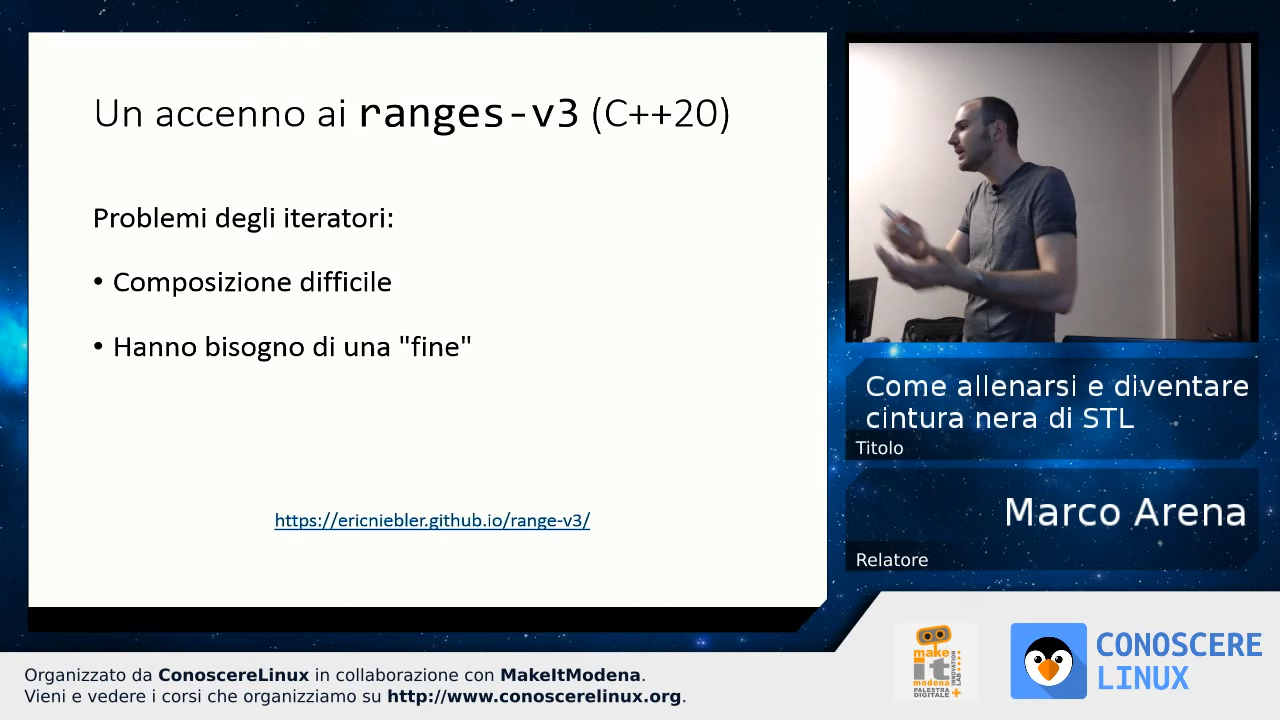 Un accenno ai ranges-v3 (C++20)
Problemi degli iteratori:
• Composizione difficile
• Hanno bisogno di una "fine"
https://ericniebler.github.io/range-v3/
Come allenarsi e diventare
cintura nera di STL
Titolo
Marco Arena
Relatore
make
it
modena
PALESTRA
DIGITALE
INNOVATION
LAB
CONOSCERE
LINUX
Organizzato da ConoscereLinux in collaborazione con MakeItModena.
Vieni e vedere i corsi che organizziamo su http://www.conoscerelinux.org.